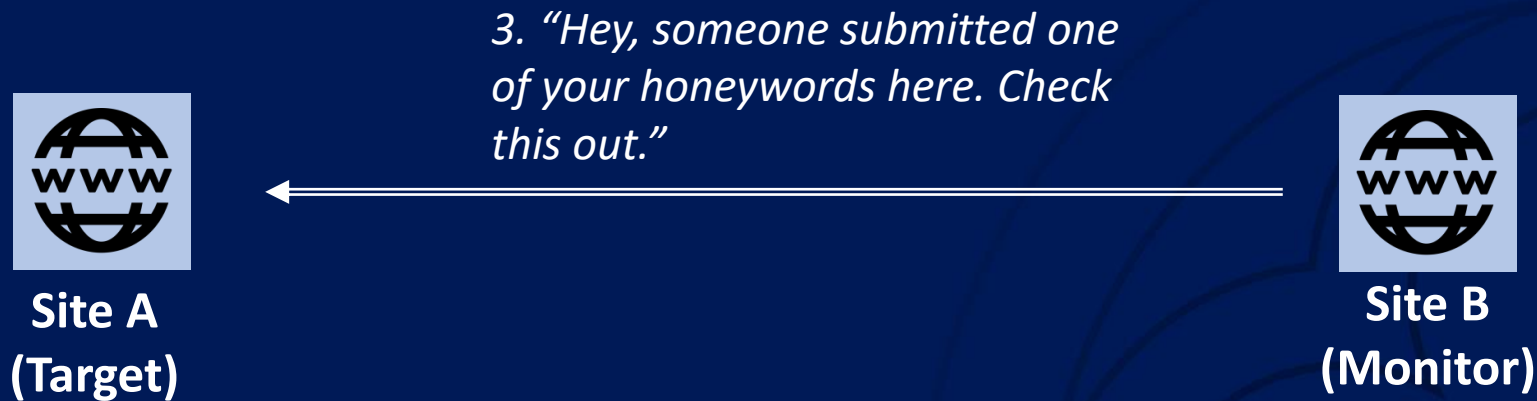 3. “Hey, someone submitted one
of your honeywords here. Check
this out.”
www
www
Site A
(Target)
Site B
(Monitor)